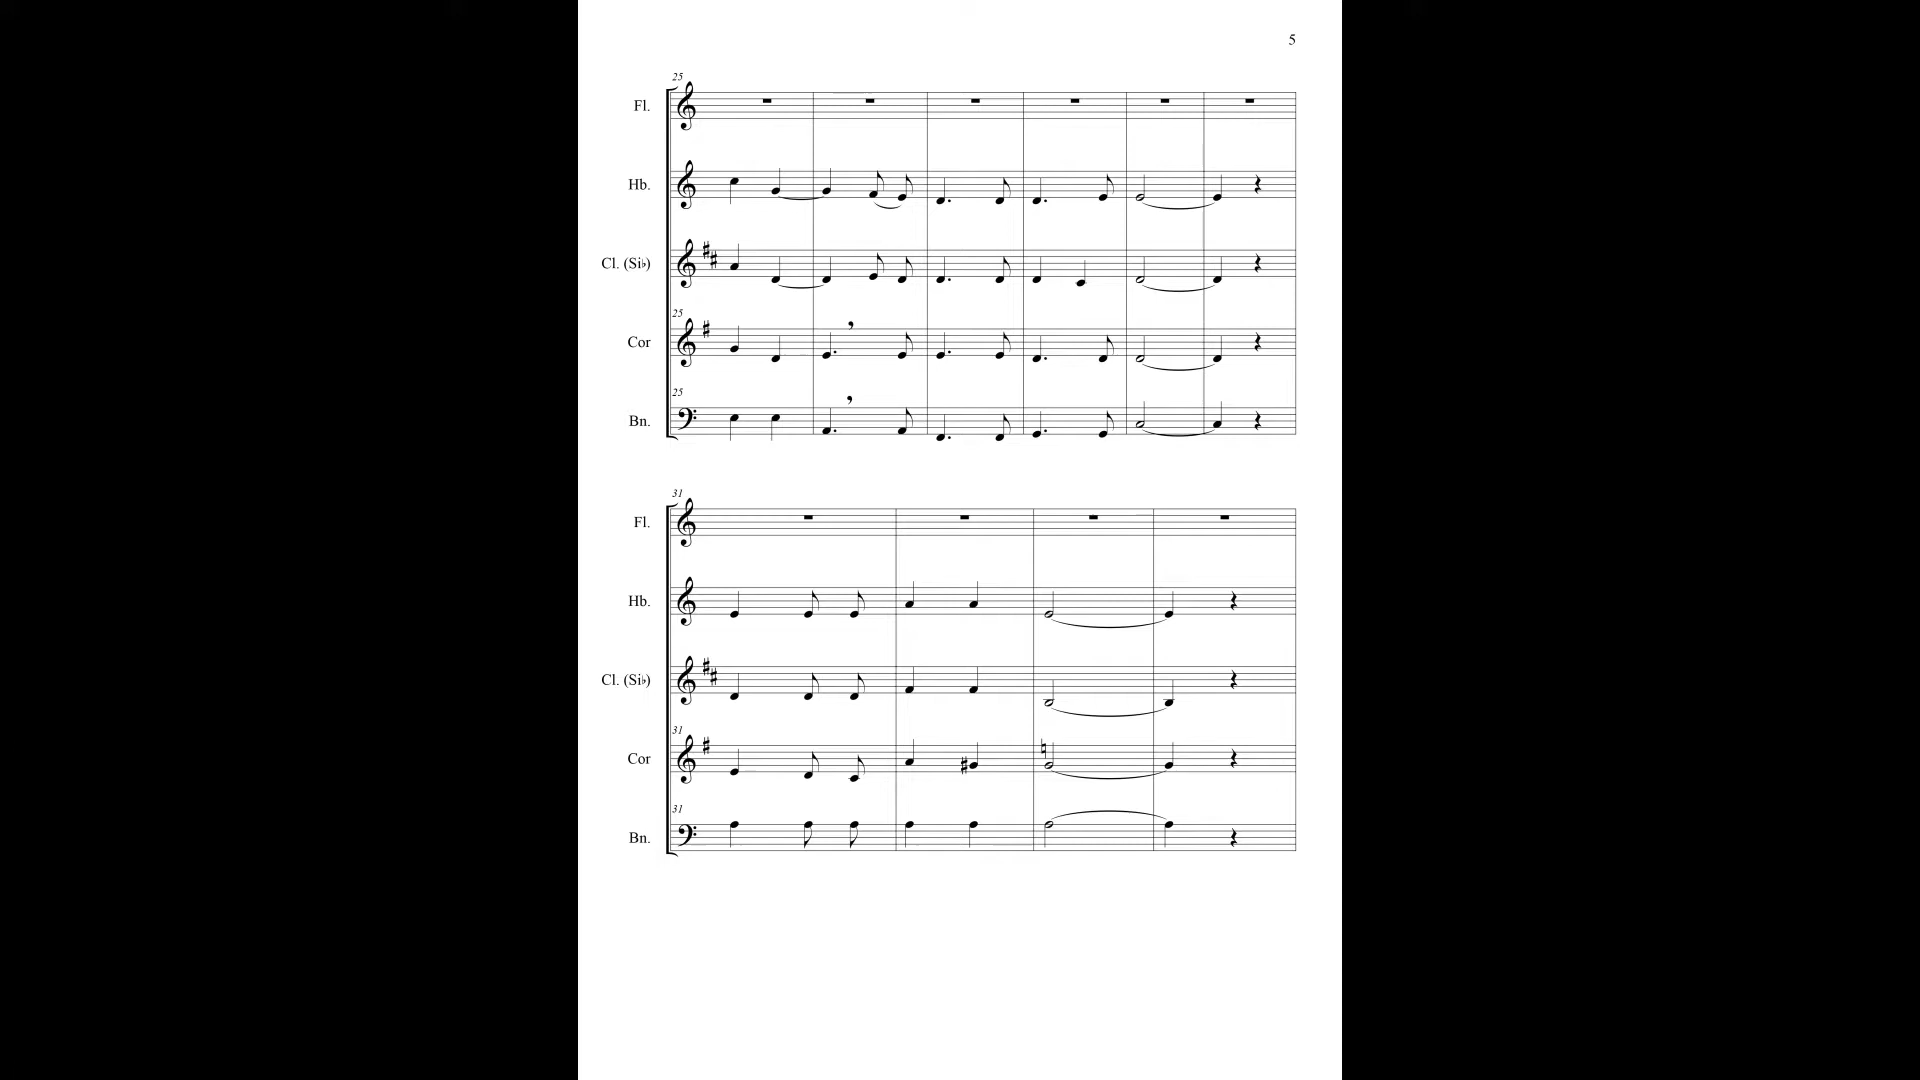 5
25
Fl.
Hb.
Cl. (Si♭)
25
Cor
25
Bn.
31
Fl.
Hb.
Cl. (Si♭)
31
Cor
31
Bn.